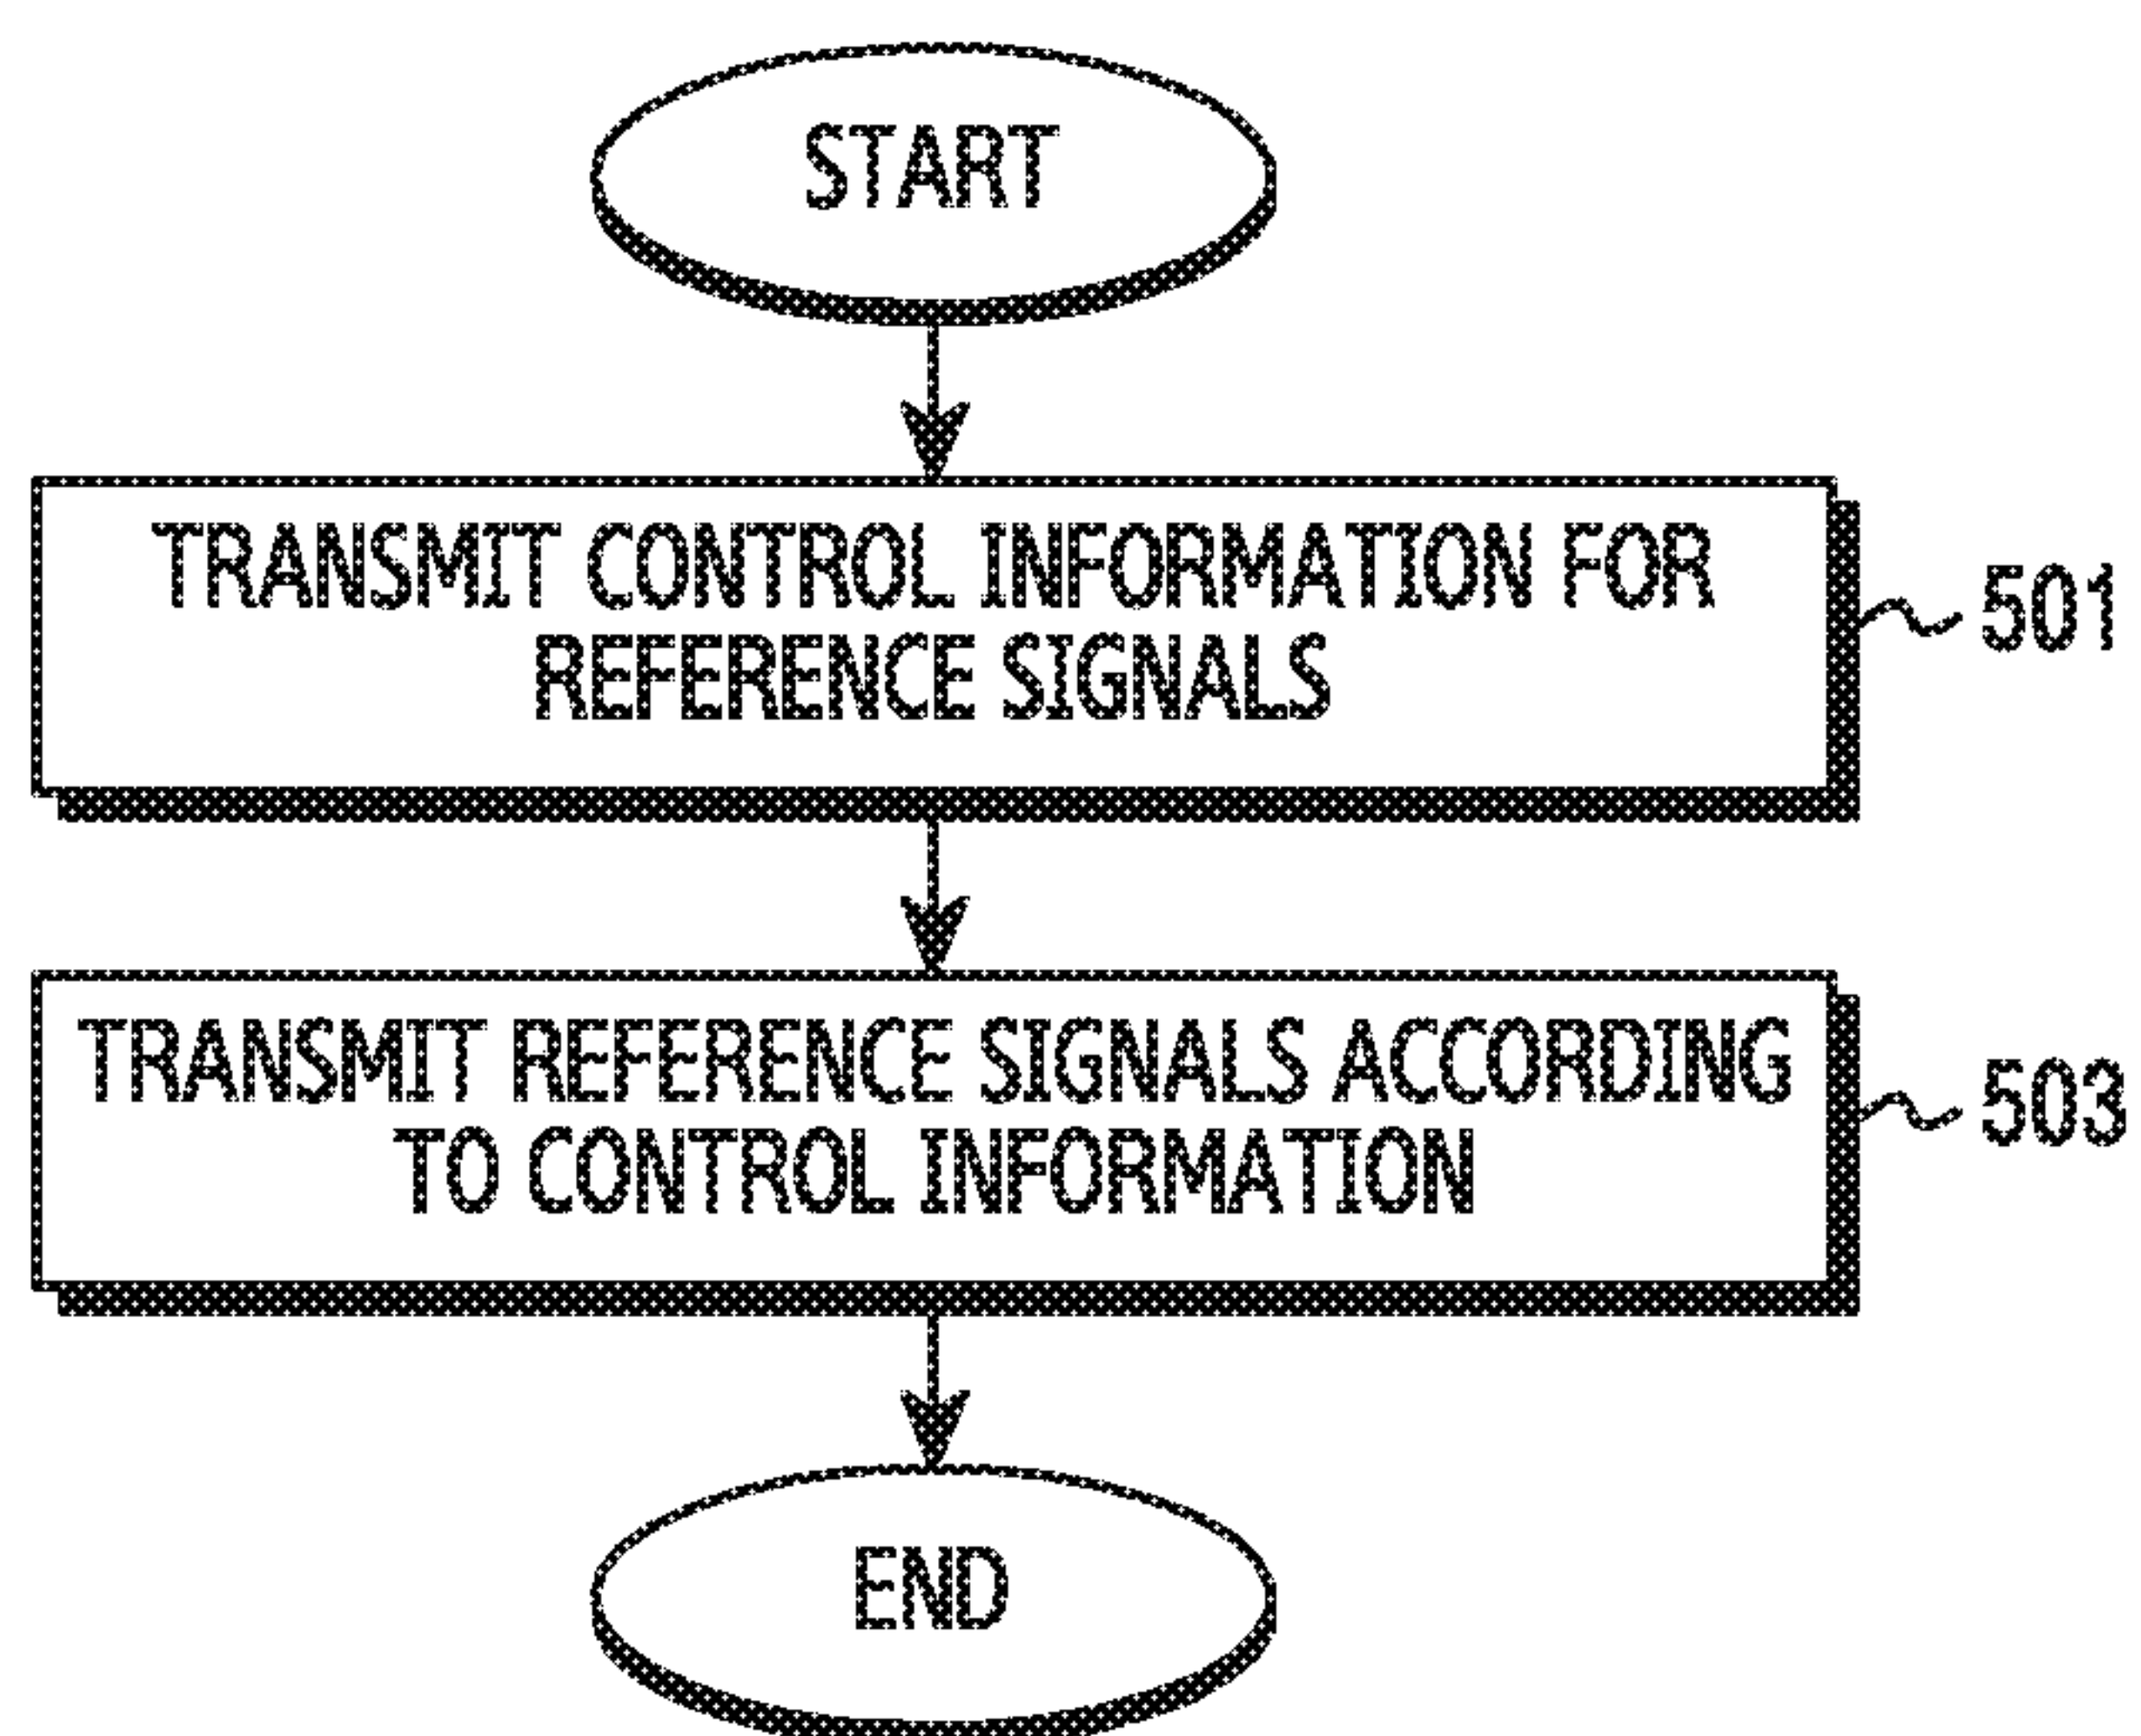 START
TRANSMIT CONTROL INFORMATION FOR
REFERENCE SIGNALS
501
TRANSMIT REFERENCE SIGNALS ACCORDING
TO CONTROL INFORMATION
503
END